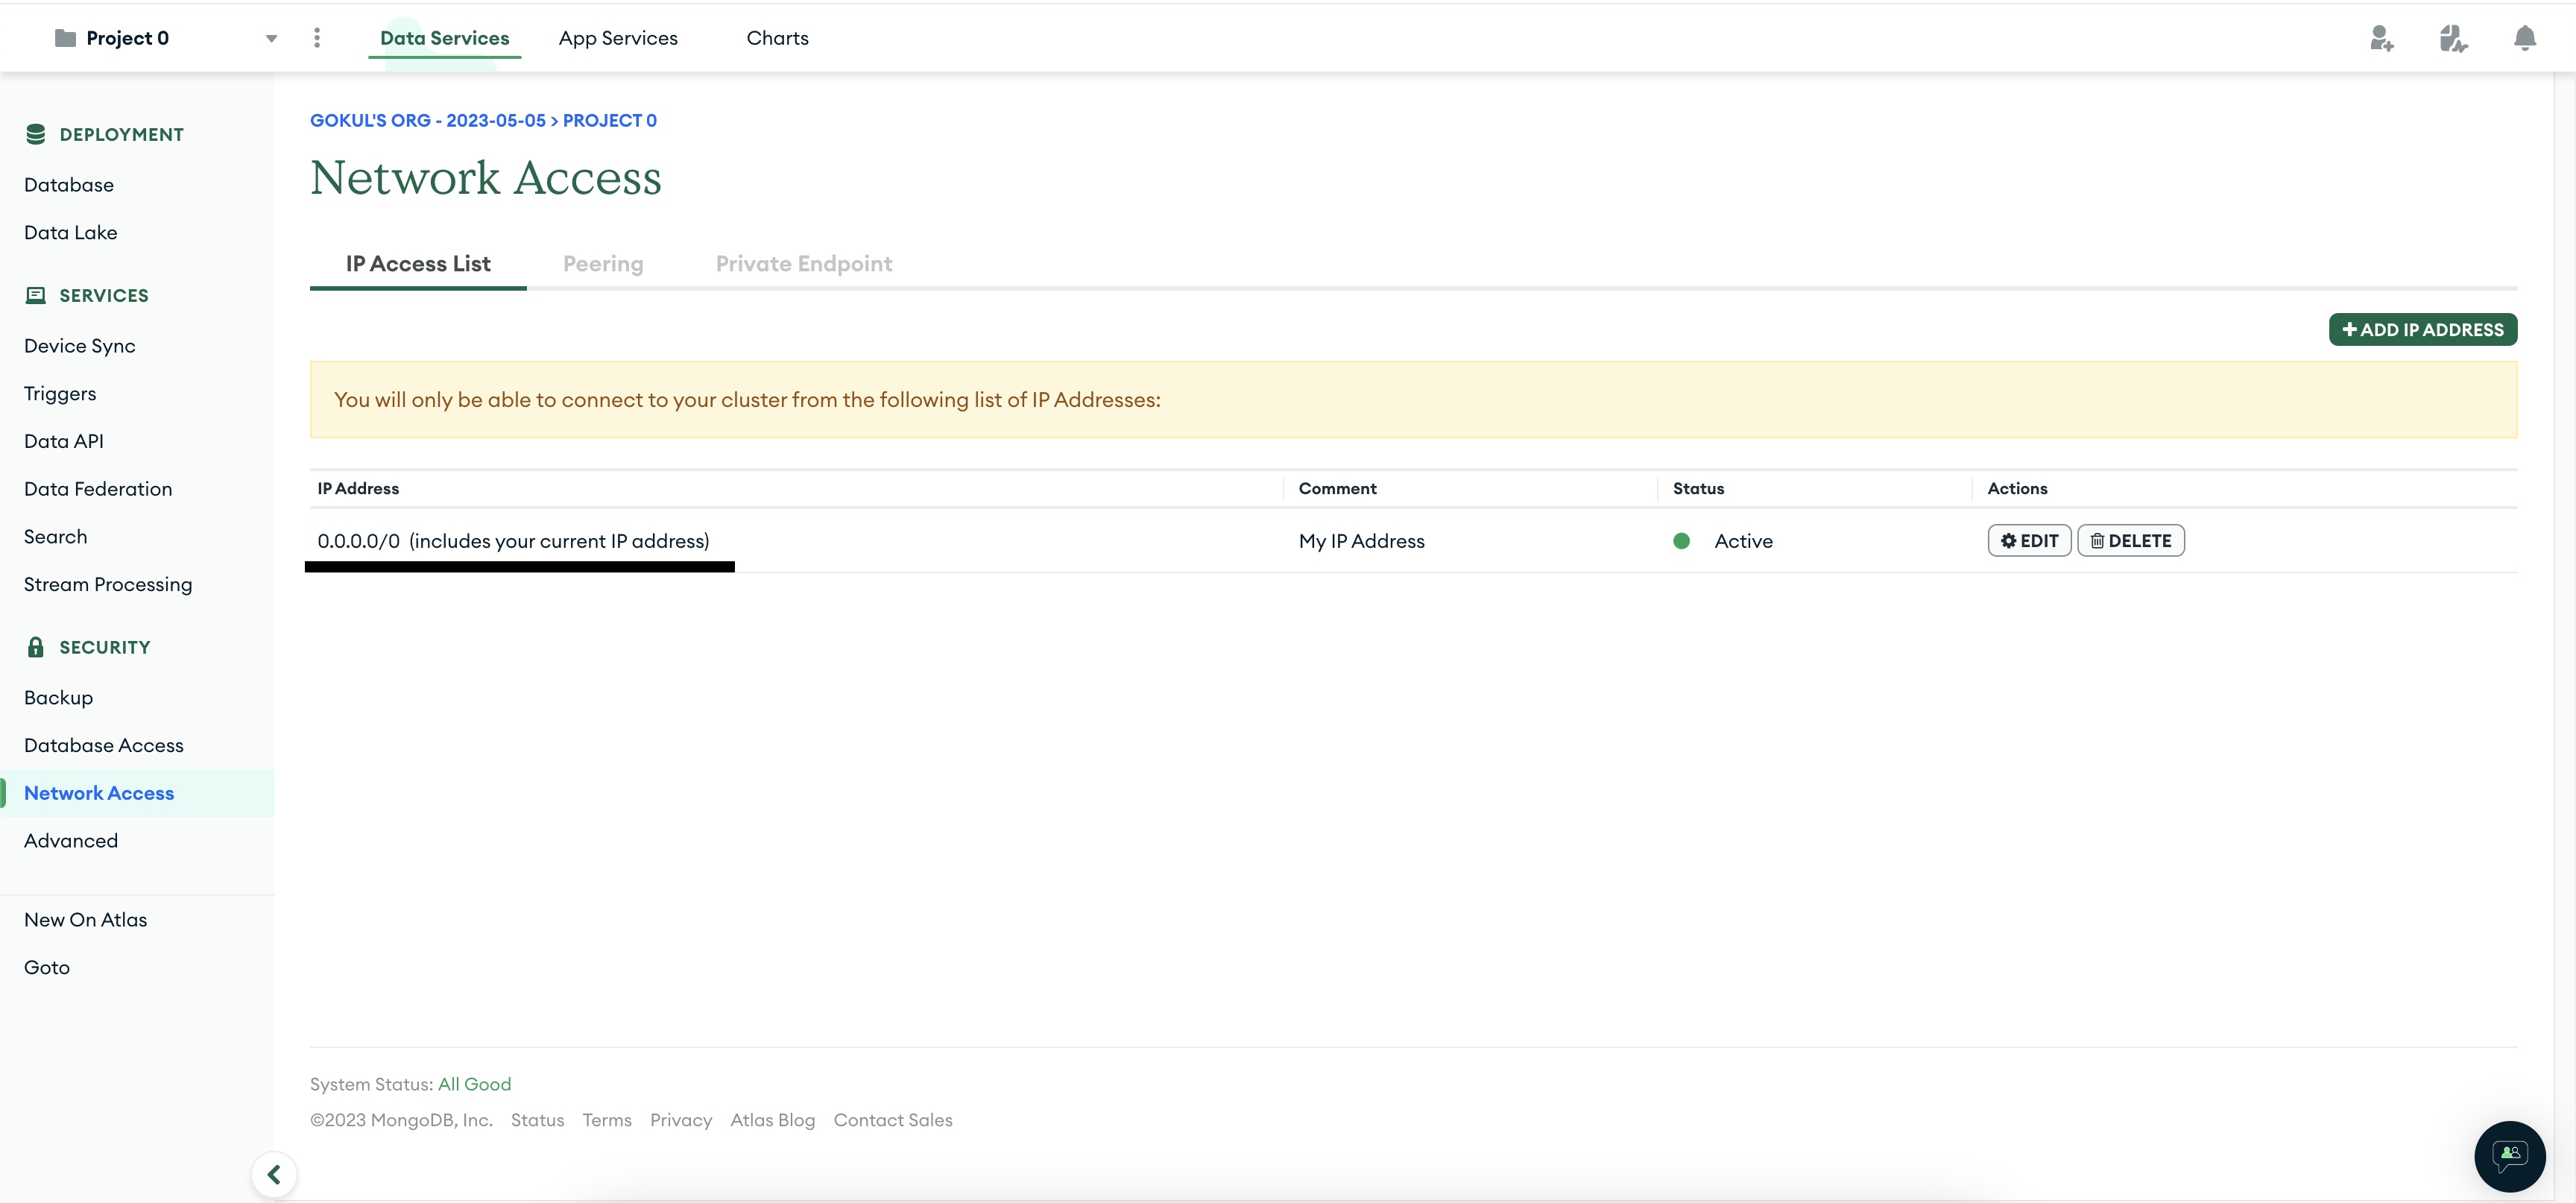 Project 0
Data Services
App Services
Charts
DEPLOYMENT
Database
Data Lake
SERVICES
Device Sync
Triggers
Data API
Data Federation
Search
Stream Processing
SECURITY
Backup
Database Access
Network Access
Advanced
New On Atlas
Goto
GOKUL'S ORG - 2023-05-05 > PROJECT 0
Network Access
IP Access List
Peering
Private Endpoint
+ ADD IP ADDRESS
You will only be able to connect to your cluster from the following list of IP Addresses:
IP Address Comment Status Actions
0.0.0.0/0 (includes your current IP address) My IP Address Active EDIT DELETE
System Status: All Good
©2023 MongoDB, Inc. Status Terms Privacy Atlas Blog Contact Sales